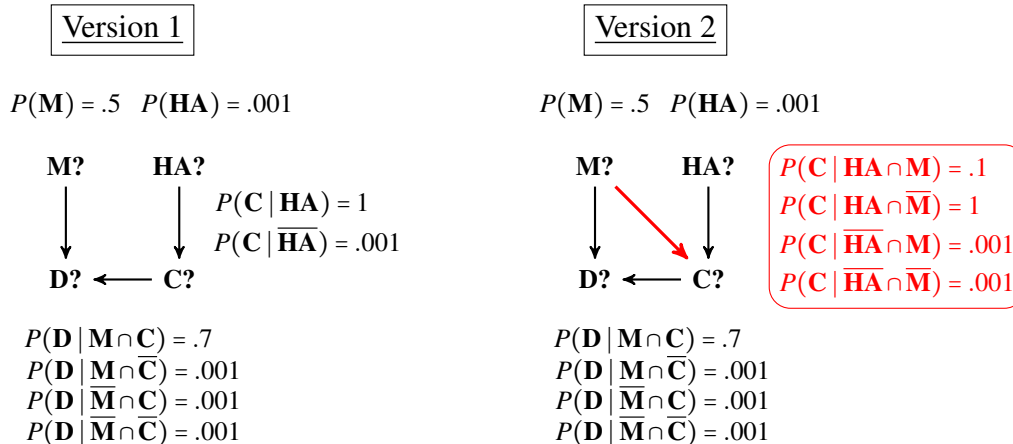 Version 1
P(M) = .5 P(HA) = .001
M? HA?
P(C | HA) = 1
P(C | H̅A̅) = .001
D? C?
P(D | M ∩ C) = .7
P(D | M ∩ C̅) = .001
P(D | M̅ ∩ C) = .001
P(D | M̅ ∩ C̅) = .001
Version 2
P(M) = .5 P(HA) = .001
M? HA?
P(C | HA ∩ M) = .1
P(C | HA ∩ M̅) = 1
P(C | H̅A̅ ∩ M) = .001
P(C | H̅A̅ ∩ M̅) = .001
D? C?
P(D | M ∩ C) = .7
P(D | M ∩ C̅) = .001
P(D | M̅ ∩ C) = .001
P(D | M̅ ∩ C̅) = .001